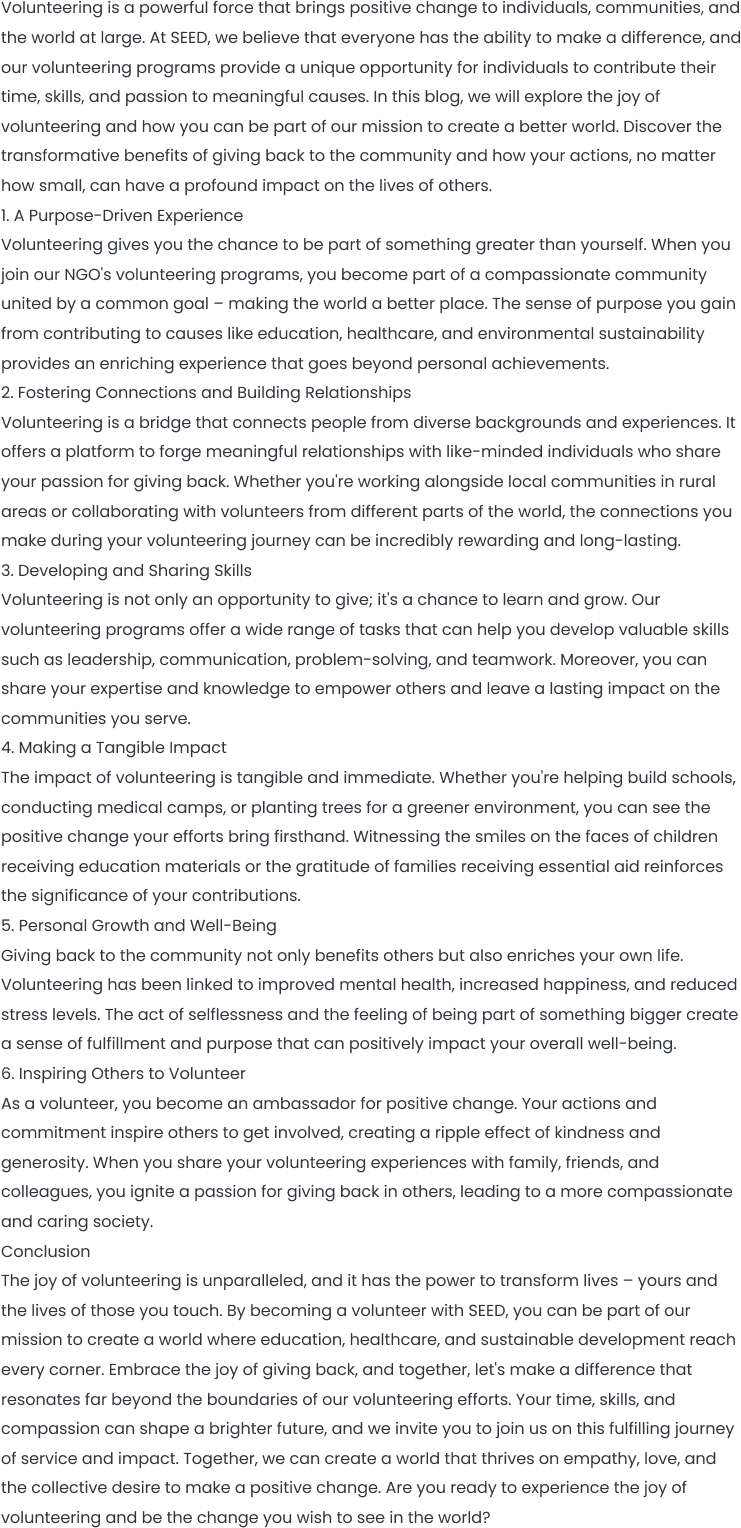 Volunteering is a powerful force that brings positive change to individuals, communities, and
the world at large. At SEED, we believe that everyone has the ability to make a difference, and
our volunteering programs provide a unique opportunity for individuals to contribute their
time, skills, and passion to meaningful causes. In this blog, we will explore the joy of
volunteering and how you can be part of our mission to create a better world. Discover the
transformative benefits of giving back to the community and how your actions, no matter
how small, can have a profound impact on the lives of others.
1. A Purpose-Driven Experience
Volunteering gives you the chance to be part of something greater than yourself. When you
join our NGO's volunteering programs, you become part of a compassionate community
united by a common goal – making the world a better place. The sense of purpose you gain
from contributing to causes like education, healthcare, and environmental sustainability
provides an enriching experience that goes beyond personal achievements.
2. Fostering Connections and Building Relationships
Volunteering is a bridge that connects people from diverse backgrounds and experiences. It
offers a platform to forge meaningful relationships with like-minded individuals who share
your passion for giving back. Whether you're working alongside local communities in rural
areas or collaborating with volunteers from different parts of the world, the connections you
make during your volunteering journey can be incredibly rewarding and long-lasting.
3. Developing and Sharing Skills
Volunteering is not only an opportunity to give; it's a chance to learn and grow. Our
volunteering programs offer a wide range of tasks that can help you develop valuable skills
such as leadership, communication, problem-solving, and teamwork. Moreover, you can
share your expertise and knowledge to empower others and leave a lasting impact on the
communities you serve.
4. Making a Tangible Impact
The impact of volunteering is tangible and immediate. Whether you're helping build schools,
conducting medical camps, or planting trees for a greener environment, you can see the
positive change your efforts bring firsthand. Witnessing the smiles on the faces of children
receiving education materials or the gratitude of families receiving essential aid reinforces
the significance of your contributions.
5. Personal Growth and Well-Being
Giving back to the community not only benefits others but also enriches your own life.
Volunteering has been linked to improved mental health, increased happiness, and reduced
stress levels. The act of selflessness and the feeling of being part of something bigger create
a sense of fulfillment and purpose that can positively impact your overall well-being.
6. Inspiring Others to Volunteer
As a volunteer, you become an ambassador for positive change. Your actions and
commitment inspire others to get involved, creating a ripple effect of kindness and
generosity. When you share your volunteering experiences with family, friends, and
colleagues, you ignite a passion for giving back in others, leading to a more compassionate
and caring society.
Conclusion
The joy of volunteering is unparalleled, and it has the power to transform lives – yours and
the lives of those you touch. By becoming a volunteer with SEED, you can be part of our
mission to create a world where education, healthcare, and sustainable development reach
every corner. Embrace the joy of giving back, and together, let's make a difference that
resonates far beyond the boundaries of our volunteering efforts. Your time, skills, and
compassion can shape a brighter future, and we invite you to join us on this fulfilling journey
of service and impact. Together, we can create a world that thrives on empathy, love, and
the collective desire to make a positive change. Are you ready to experience the joy of
volunteering and be the change you wish to see in the world?